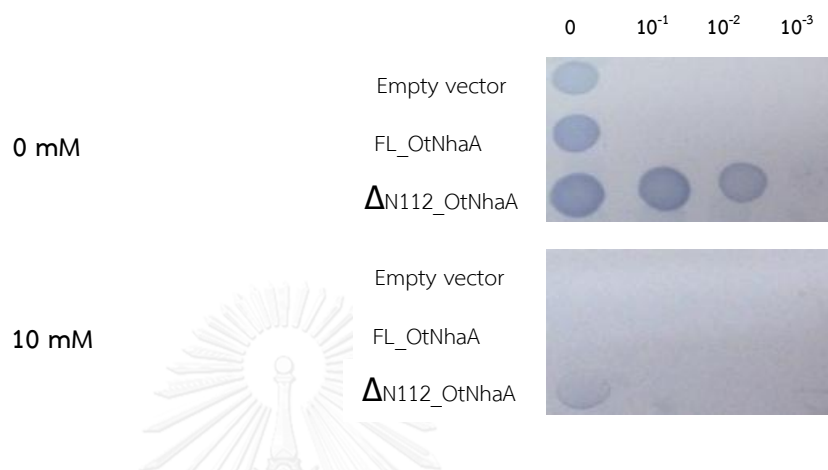 0 10⁻¹ 10⁻² 10⁻³
Empty vector
0 mM
FL_OtNhaA
ΔN112_OtNhaA
Empty vector
10 mM
FL_OtNhaA
ΔN112_OtNhaA